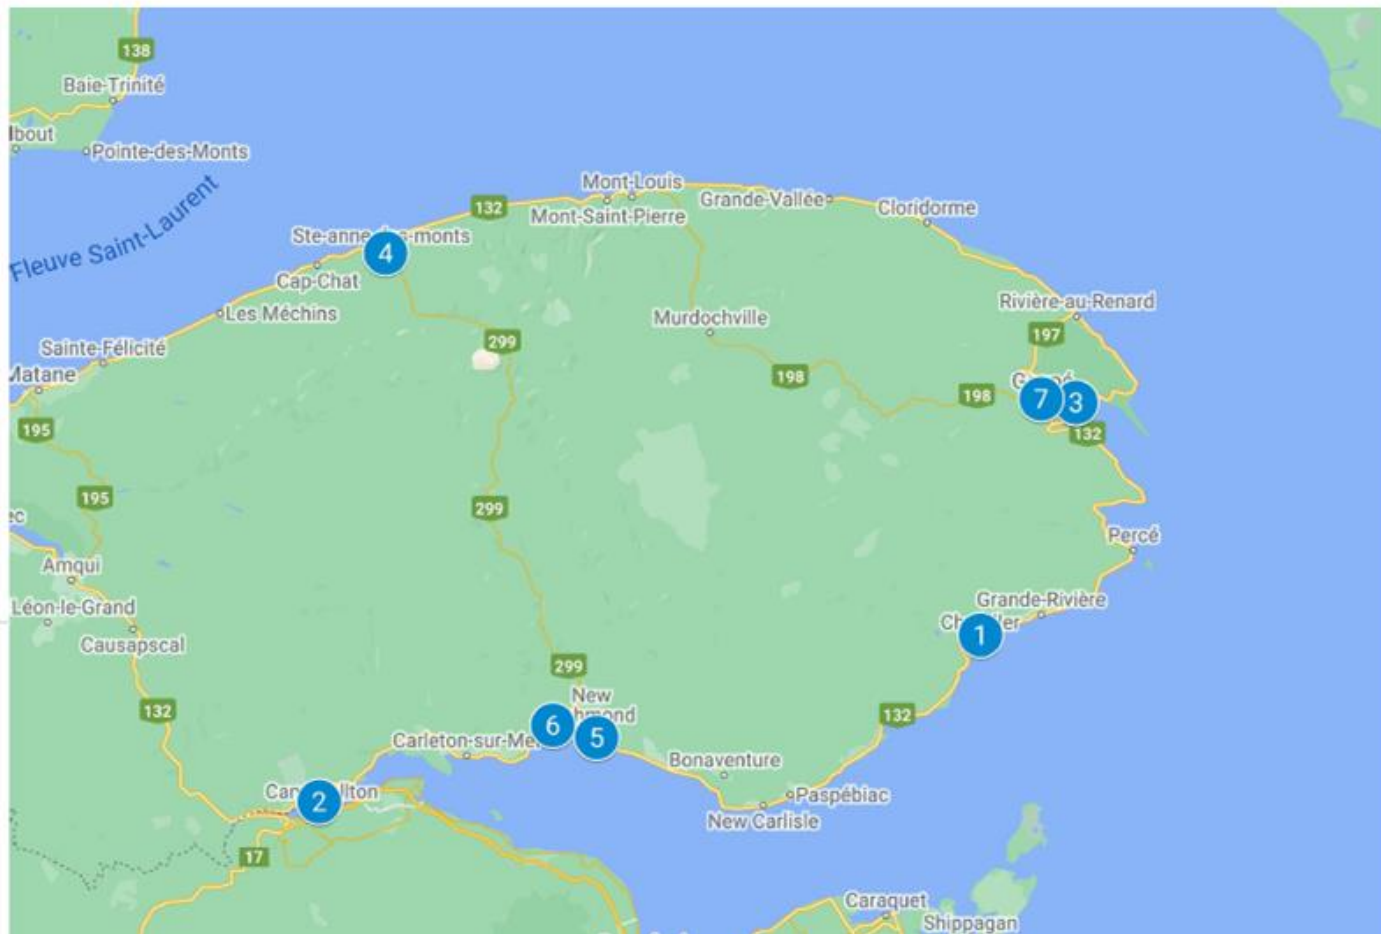 138
Baie-Trinité
lbout
Pointe-des-Monts
Fleuve Saint-Laurent
Mont-Louis
132
Mont-Saint-Pierre
Grande-Vallée
Cloridorme
4
Cap-Chat
Les Méchins
Rivière-au-Renard
Murdochville
197
299
Sainte-Félicité
Matane
198
198
7
3
132
195
195
299
ec
Percé
Amqui
Léon-le-Grand
Grande-Rivière
1
Causapscal
299
New
132
132
6
5
Carleton-sur-Me
Bonaventure
2
Paspébiac
New Carlisle
17
Caraquet
Shippagan